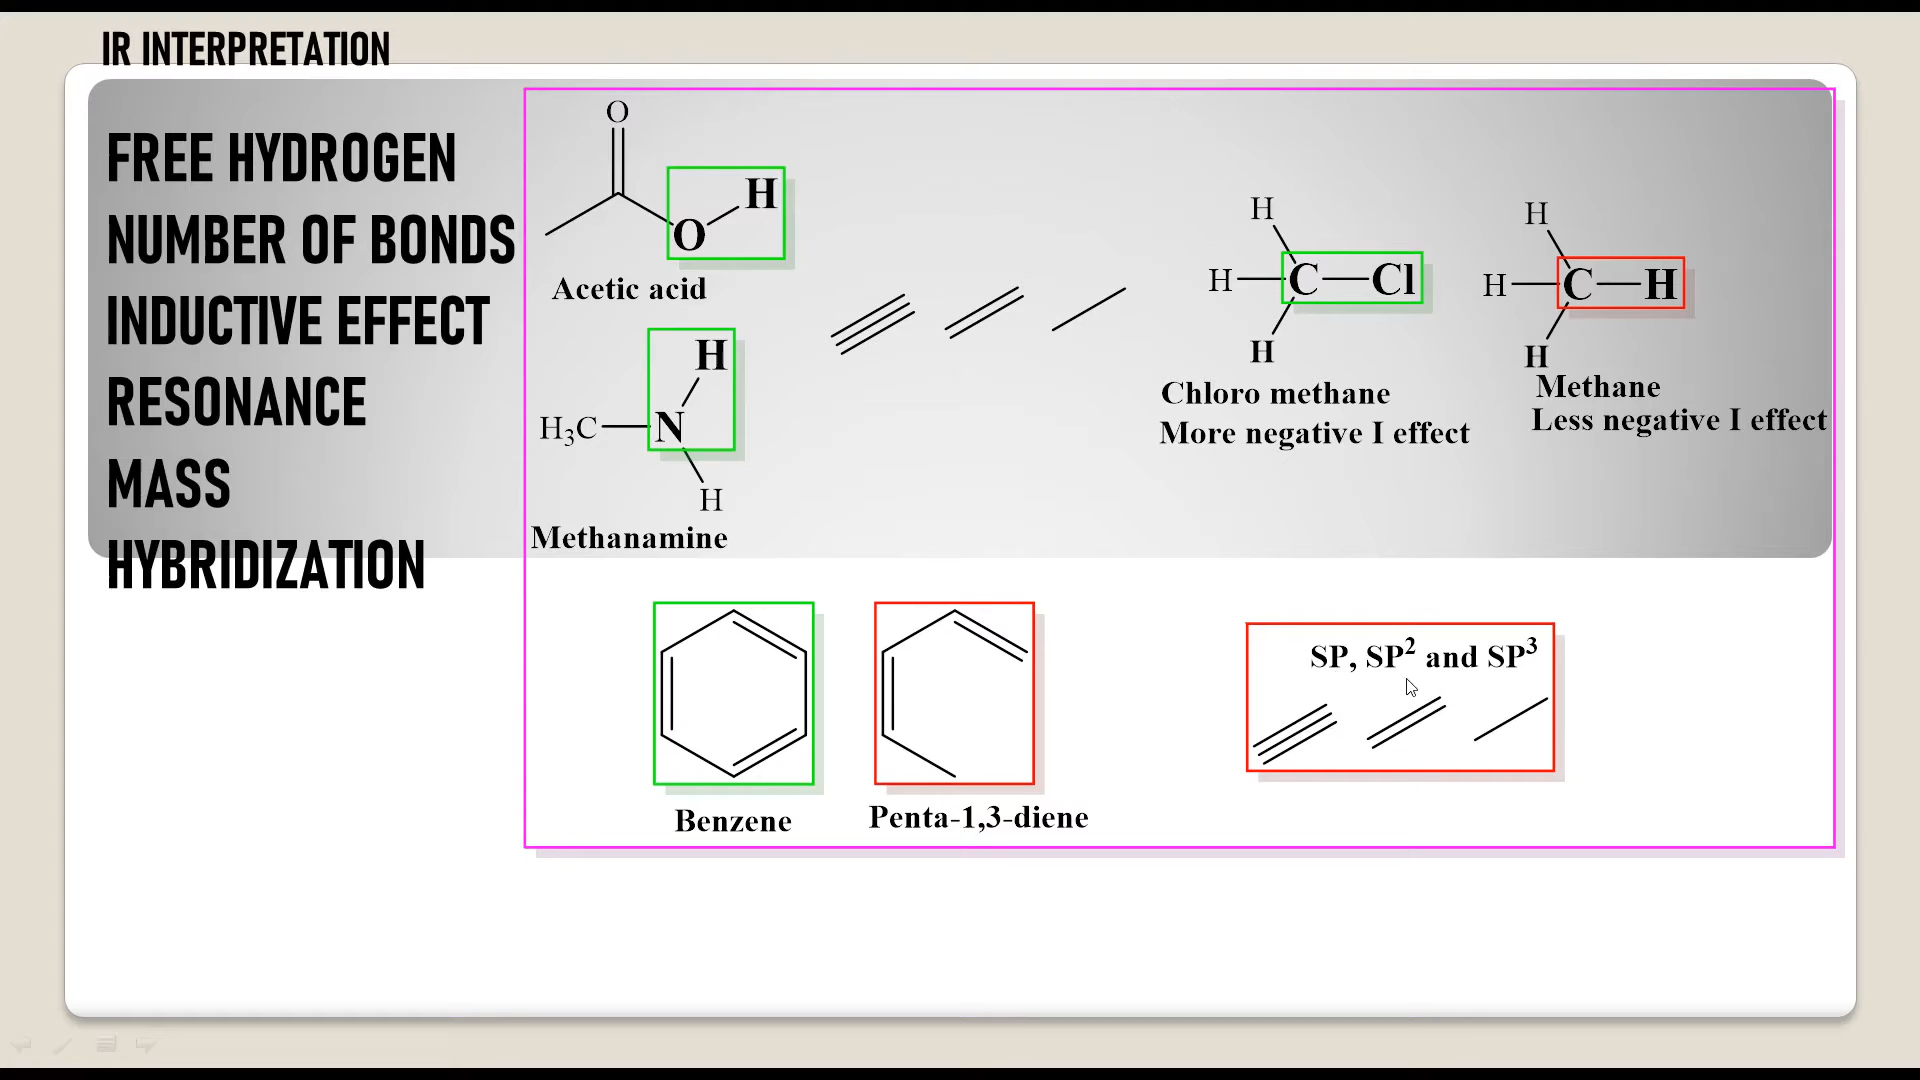 IR INTERPRETATION
FREE HYDROGEN
NUMBER OF BONDS
INDUCTIVE EFFECT
RESONANCE
MASS
HYBRIDIZATION
O
H
O
Acetic acid
H
H₃C N
H
Methanamine
H
H C Cl
H
Chloro methane
More negative I effect
H
H C H
H
Methane
Less negative I effect
Benzene
Penta-1,3-diene
SP, SP² and SP³